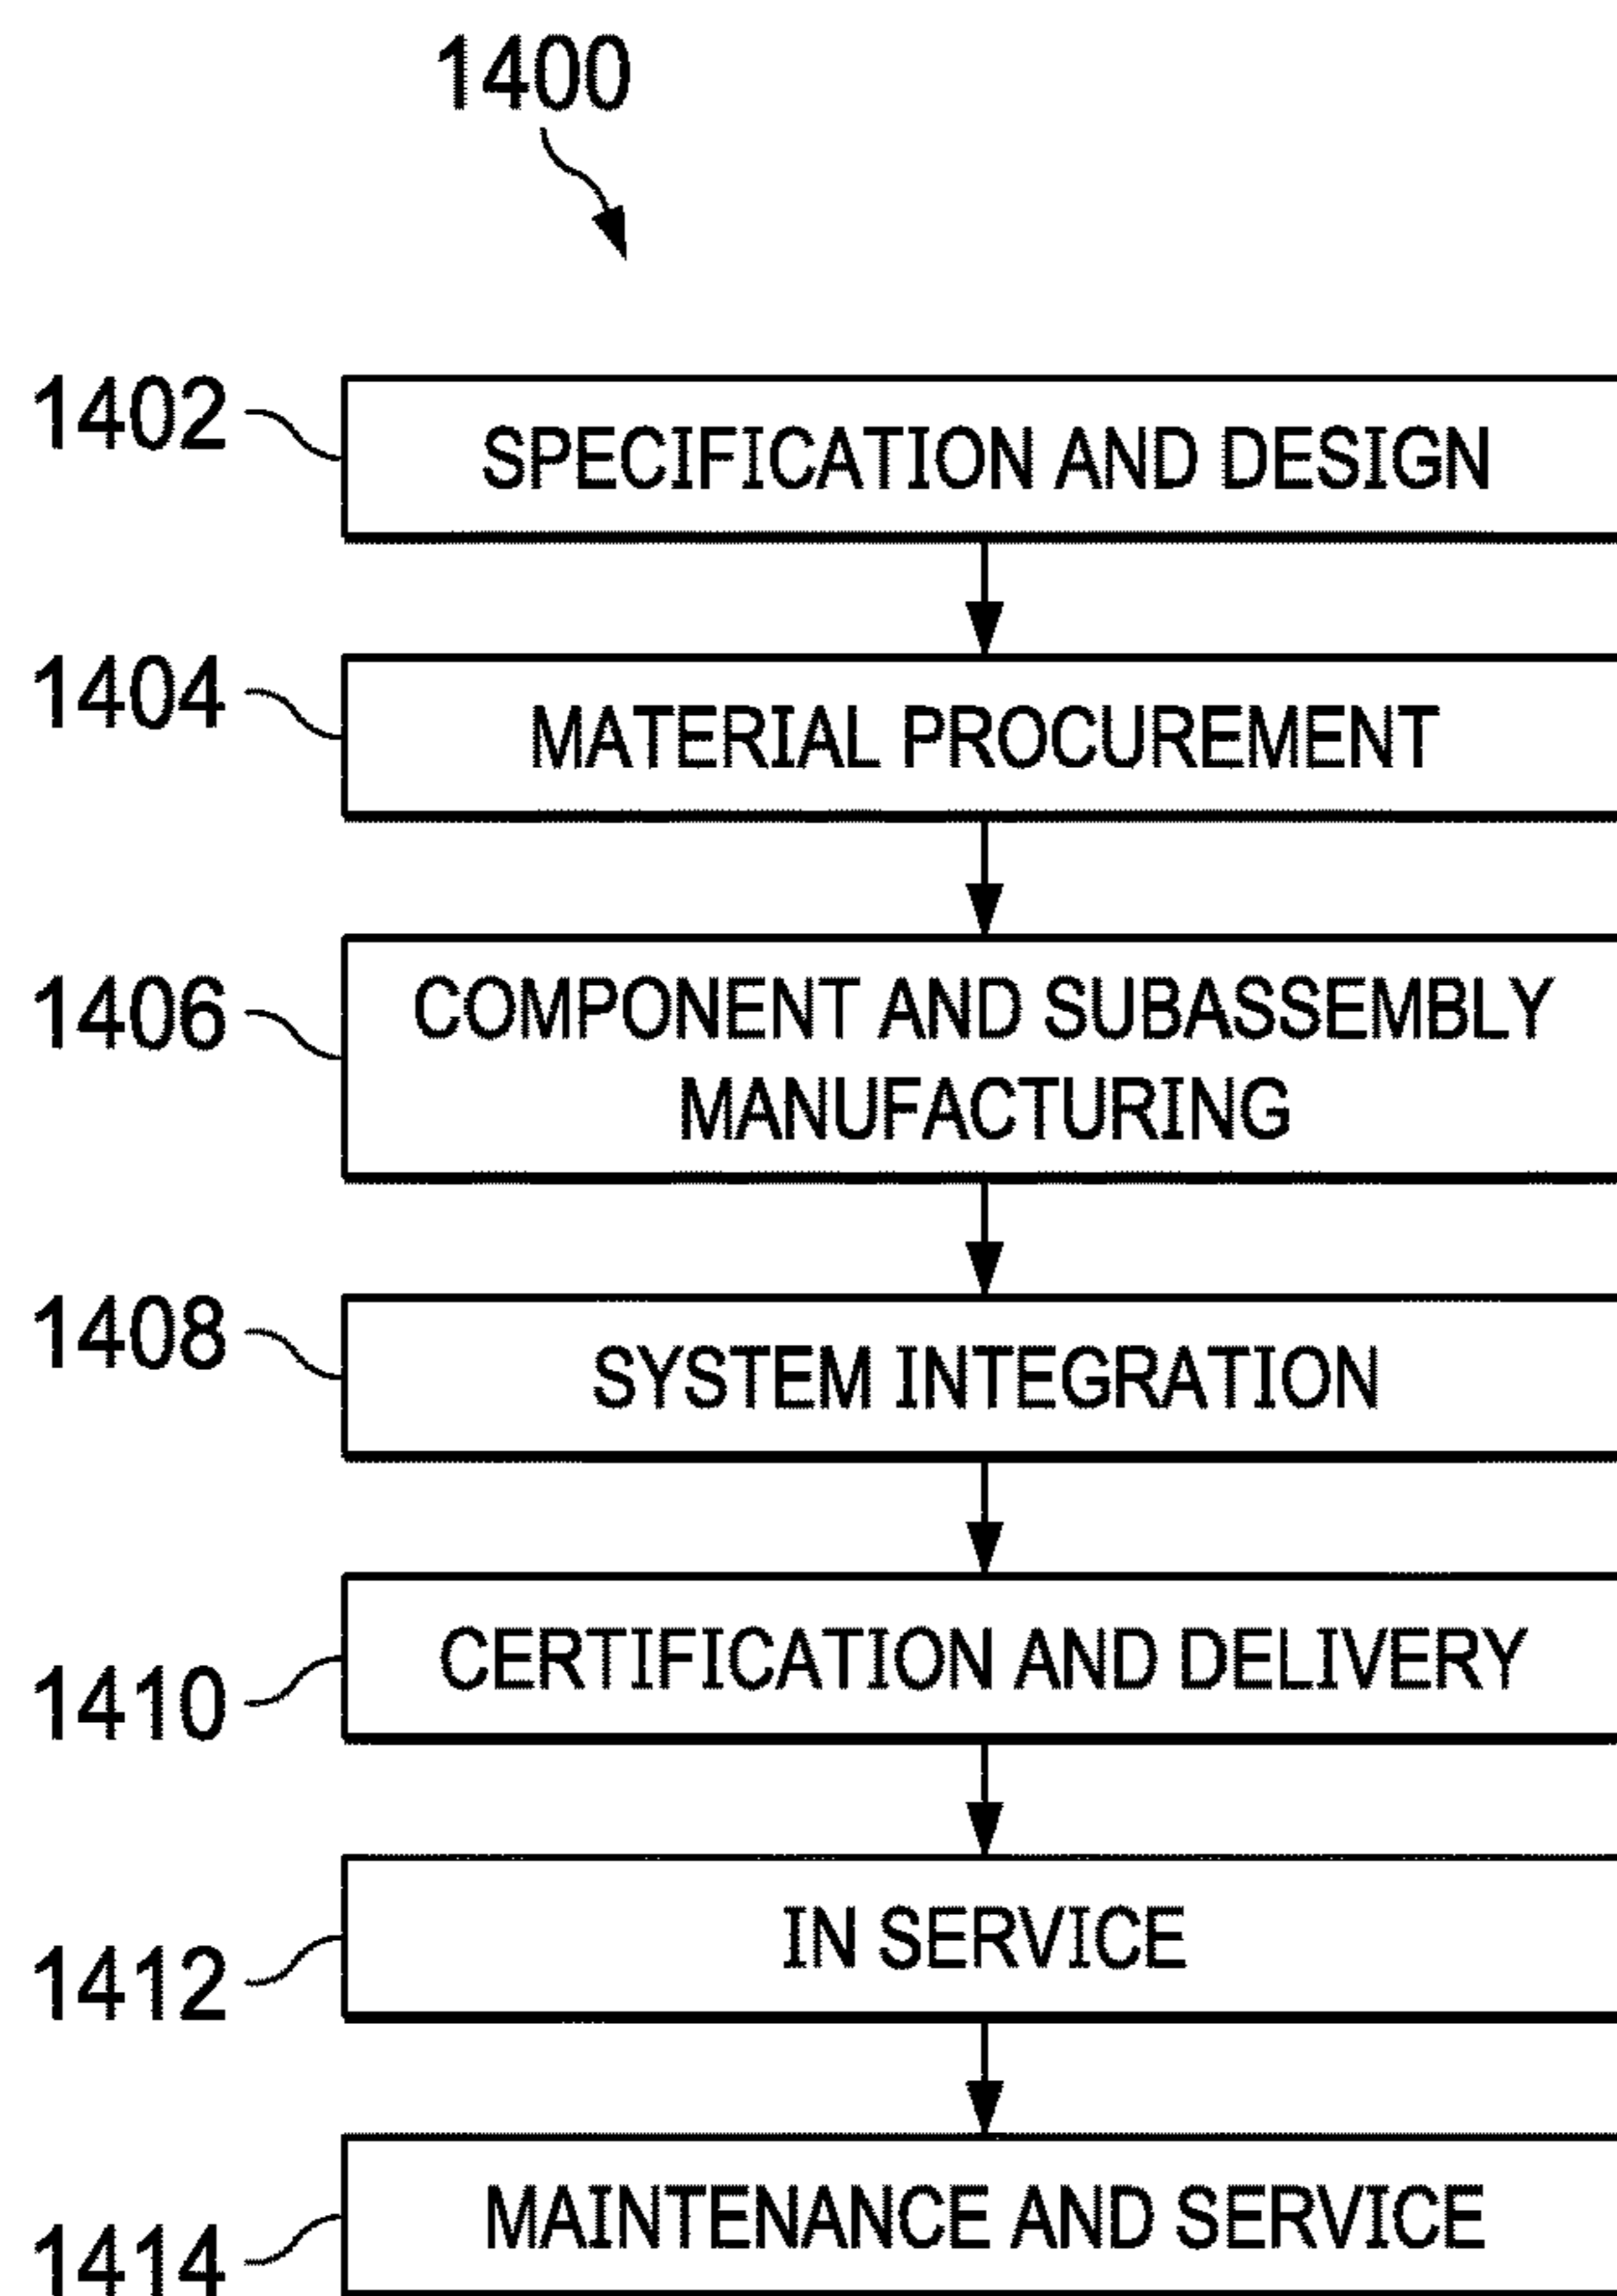 1400
1402
SPECIFICATION AND DESIGN
1404
MATERIAL PROCUREMENT
1406
COMPONENT AND SUBASSEMBLY
MANUFACTURING
1408
SYSTEM INTEGRATION
1410
CERTIFICATION AND DELIVERY
1412
IN SERVICE
1414
MAINTENANCE AND SERVICE